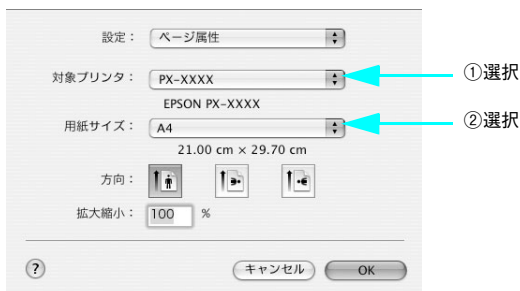 設定： ページ属性
対象プリンタ： PX-XXXX ①選択
EPSON PX-XXXX
用紙サイズ： A4 ②選択
21.00 cm × 29.70 cm
方向：
拡大縮小： 100 %
? キャンセル OK